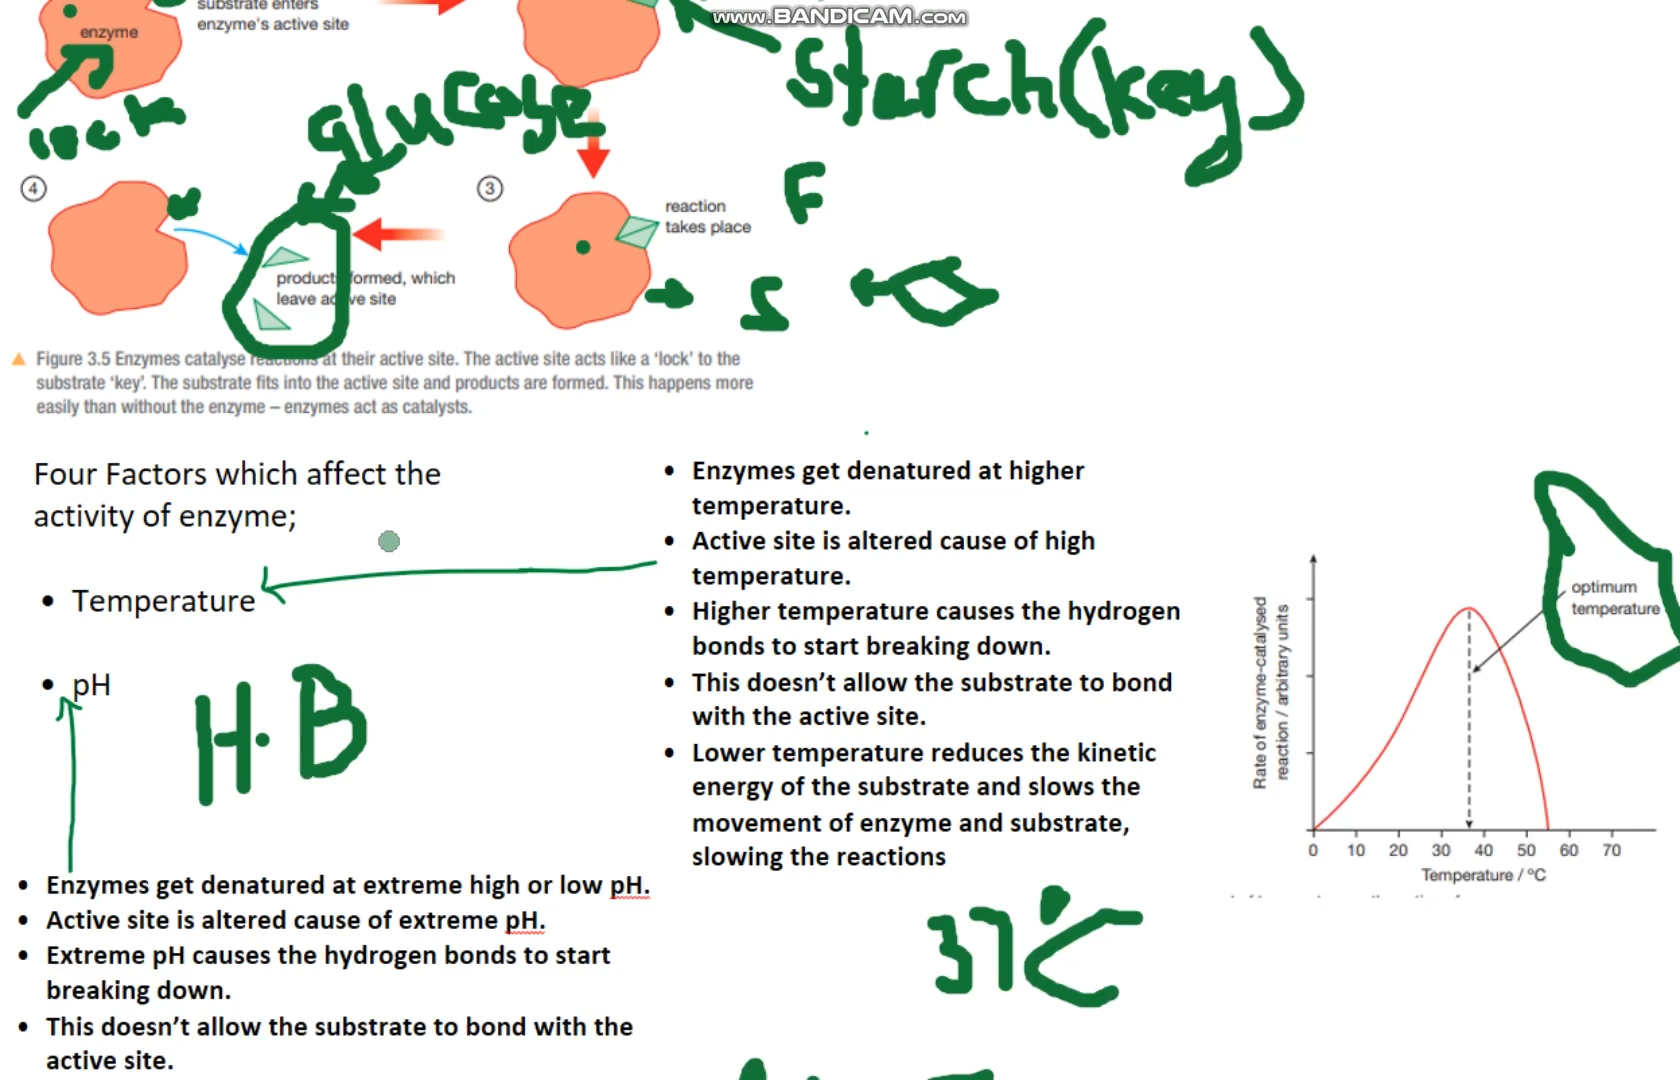 www.BANDICAM.com
substrate enters
enzyme's active site
enzyme
lock
glucose
starch(key)
4
3
F
reaction
takes place
products formed, which
leave active site
S
Figure 3.5 Enzymes catalyse reactions at their active site. The active site acts like a ‘lock’ to the
substrate ‘key’. The substrate fits into the active site and products are formed. This happens more
easily than without the enzyme – enzymes act as catalysts.
Four Factors which affect the
activity of enzyme;
• Temperature
• pH
H.B
• Enzymes get denatured at extreme high or low pH.
• Active site is altered cause of extreme pH.
• Extreme pH causes the hydrogen bonds to start
breaking down.
• This doesn’t allow the substrate to bond with the
active site.
• Enzymes get denatured at higher
temperature.
• Active site is altered cause of high
temperature.
• Higher temperature causes the hydrogen
bonds to start breaking down.
• This doesn’t allow the substrate to bond
with the active site.
• Lower temperature reduces the kinetic
energy of the substrate and slows the
movement of enzyme and substrate,
slowing the reactions
37°C
optimum
temperature
Rate of enzyme-catalysed
reaction / arbitrary units
0 10 20 30 40 50 60 70
Temperature / °C